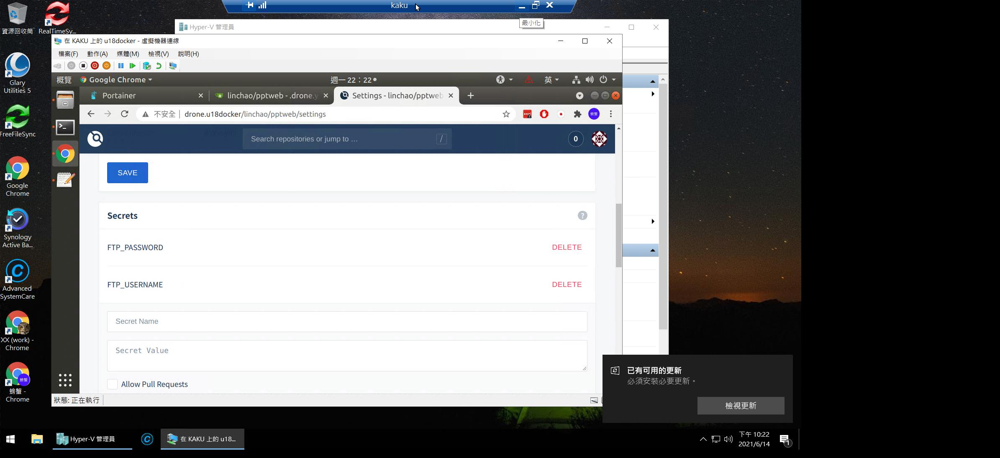 kaku
最小化
資源回收筒
RealTimeSy...
Hyper-V 管理員
在 KAKU 上的 u18docker - 虛擬機器連線
檔案(F) 動作(A) 媒體(M) 檢視(V) 說明(H)
概覽 Google Chrome 週一 22：22 英
Portainer linchao/pptweb - .drone.y Settings - linchao/pptweb
不安全 drone.u18docker/linchao/pptweb/settings 螃蟹
Search repositories or jump to … / 0
SAVE
Secrets
?
FTP_PASSWORD DELETE
FTP_USERNAME DELETE
Secret Name
Secret Value
Allow Pull Requests
狀態: 正在執行
Glary
Utilities 5
FreeFileSync
Google
Chrome
Synology
Active Ba...
Advanced
SystemCare
XX (work) -
Chrome
螃蟹
螃蟹 -
Chrome
已有可用的更新
必須安裝必要更新。
檢視更新
Hyper-V 管理員 在 KAKU 上的 u18...
下午 10:22
2021/6/14
1